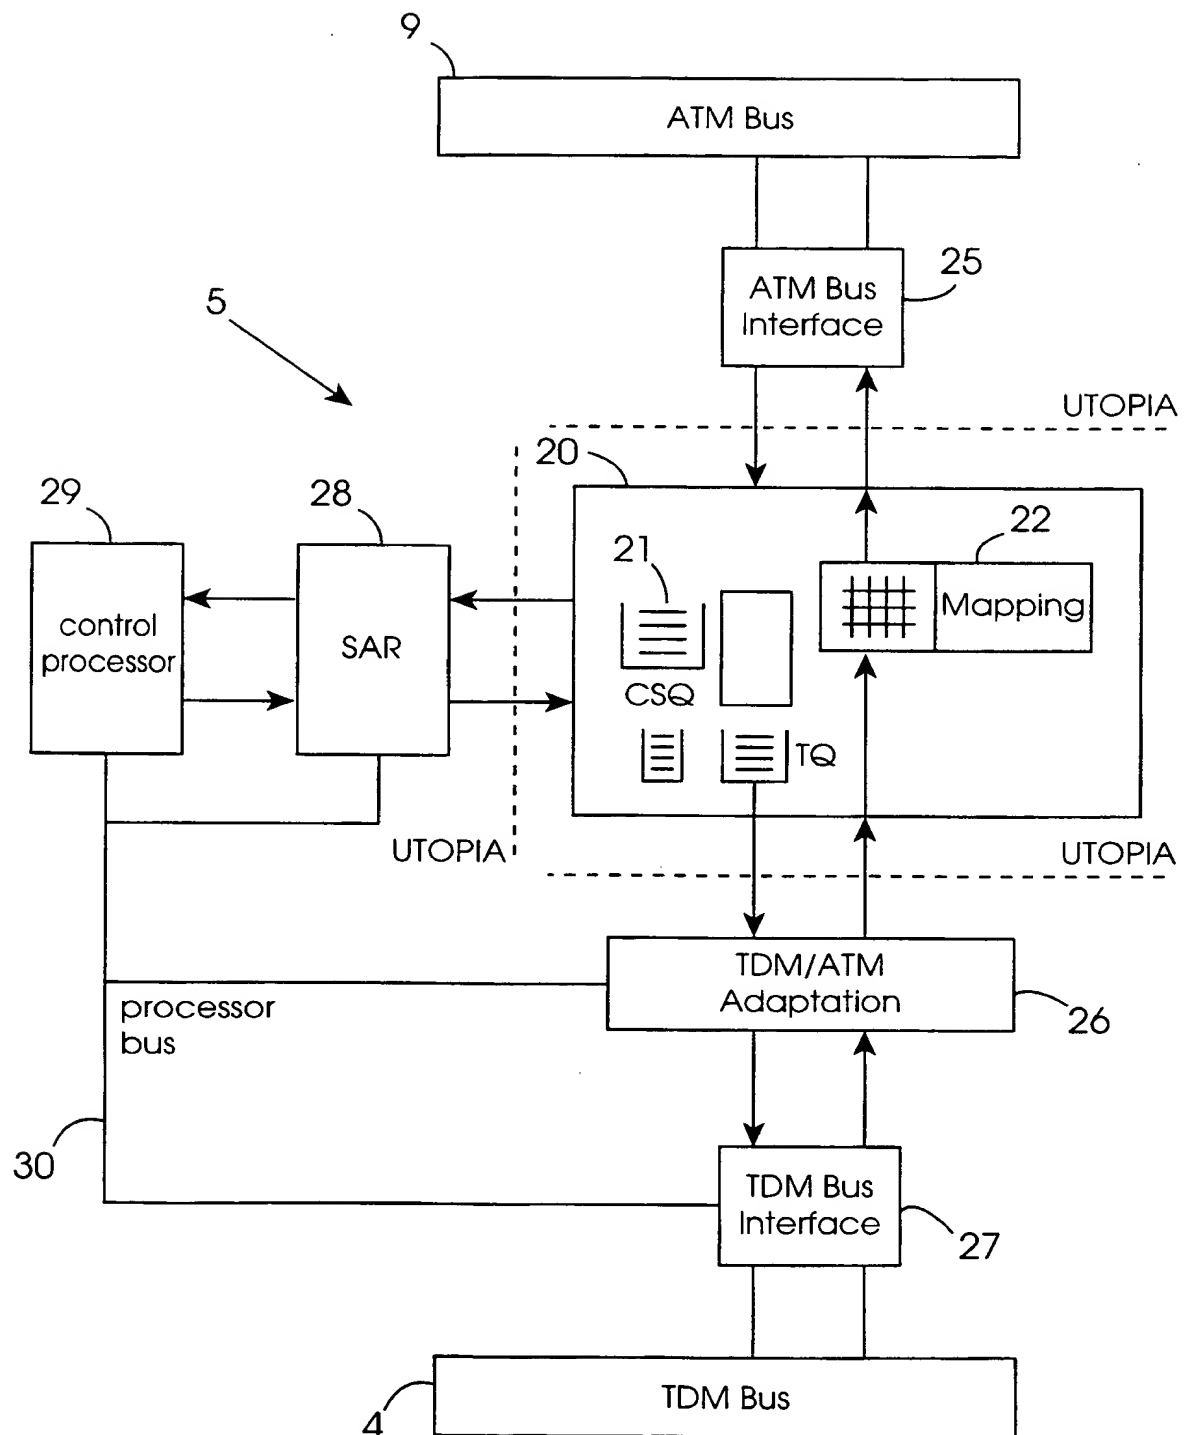 9
ATM Bus
25
ATM Bus
Interface
5
UTOPIA
20
29
28
22
21
Mapping
control
processor
SAR
CSQ
TQ
UTOPIA
UTOPIA
TDM/ATM
Adaptation
26
processor
bus
30
TDM Bus
Interface
27
TDM Bus
4